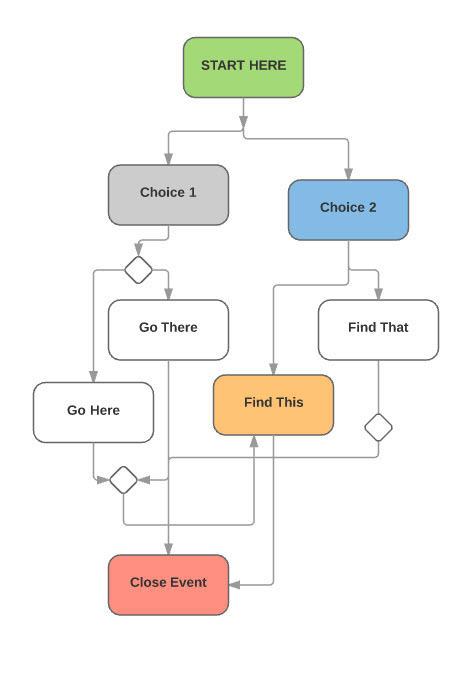 START HERE
Choice 1
Choice 2
Go There
Find That
Go Here
Find This
Close Event